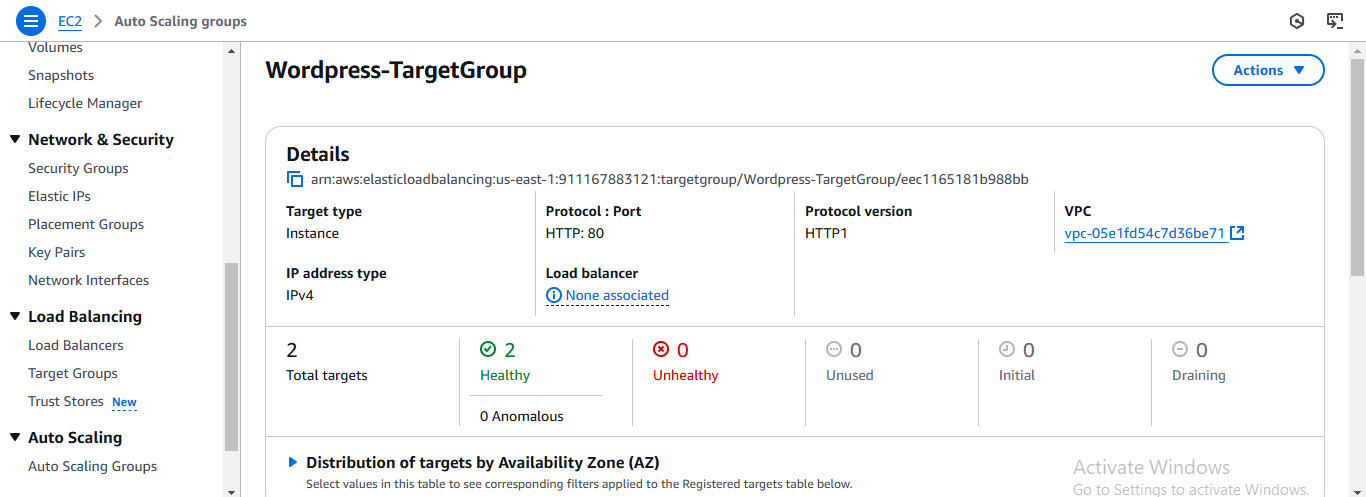 EC2 > Auto Scaling groups
Volumes
Snapshots
Lifecycle Manager
Network & Security
Security Groups
Elastic IPs
Placement Groups
Key Pairs
Network Interfaces
Load Balancing
Load Balancers
Target Groups
Trust Stores New
Auto Scaling
Auto Scaling Groups
Wordpress-TargetGroup
Actions
Details
arn:aws:elasticloadbalancing:us-east-1:911167883121:targetgroup/Wordpress-TargetGroup/eec1165181b988bb
Target type
Instance
Protocol : Port
HTTP: 80
Protocol version
HTTP1
VPC
vpc-05e1fd54c7d36be71
IP address type
IPv4
Load balancer
None associated
2
Total targets
2
Healthy
0 Anomalous
0
Unhealthy
0
Unused
0
Initial
0
Draining
Distribution of targets by Availability Zone (AZ)
Select values in this table to see corresponding filters applied to the Registered targets table below.
Activate Windows
Go to Settings to activate Windows.